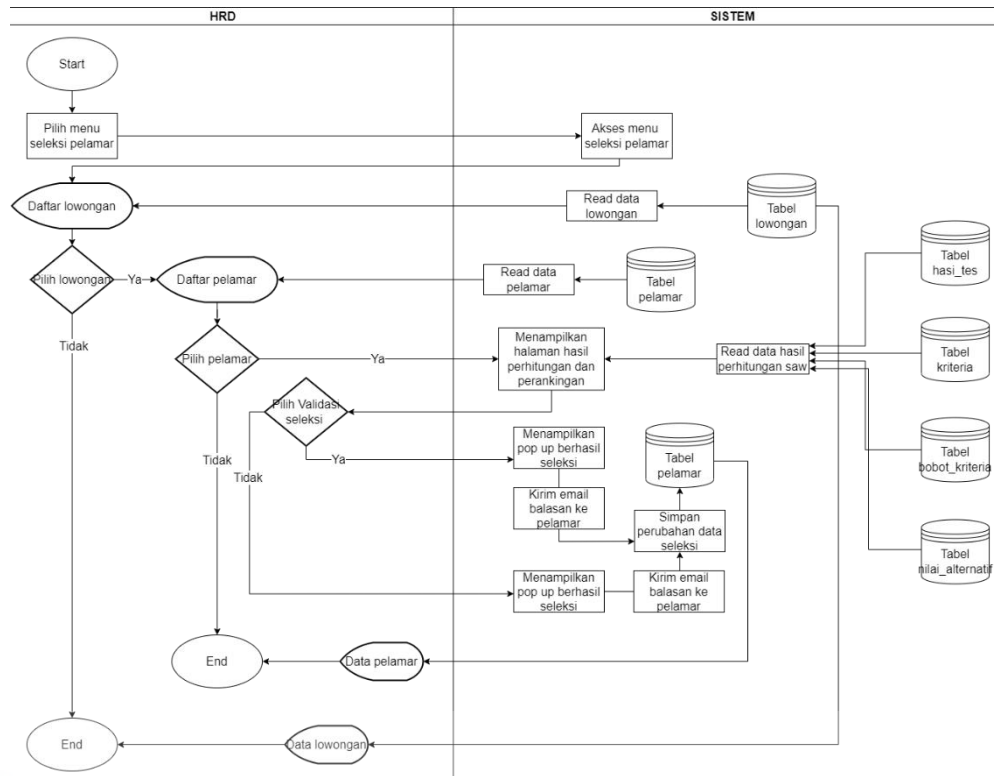 HRD
SISTEM
Start
Pilih menu
seleksi pelamar
Akses menu
seleksi pelamar
Daftar lowongan
Read data
lowongan
Tabel
lowongan
Pilih lowongan
Ya
Daftar pelamar
Read data
pelamar
Tabel
pelamar
Tabel
hasi_tes
Tidak
Pilih pelamar
Ya
Menampilkan
halaman hasil
perhitungan dan
perankingan
Read data hasil
perhitungan saw
Tabel
kriteria
Pilih Validasi
seleksi
Tidak
Tidak
Ya
Menampilkan
pop up berhasil
seleksi
Tabel
pelamar
Tabel
bobot_kriteria
Kirim email
balasan ke
pelamar
Simpan
perubahan data
seleksi
Tabel
nilai_alternatif
Menampilkan
pop up berhasil
seleksi
Kirim email
balasan ke
pelamar
End
Data pelamar
End
Data lowongan